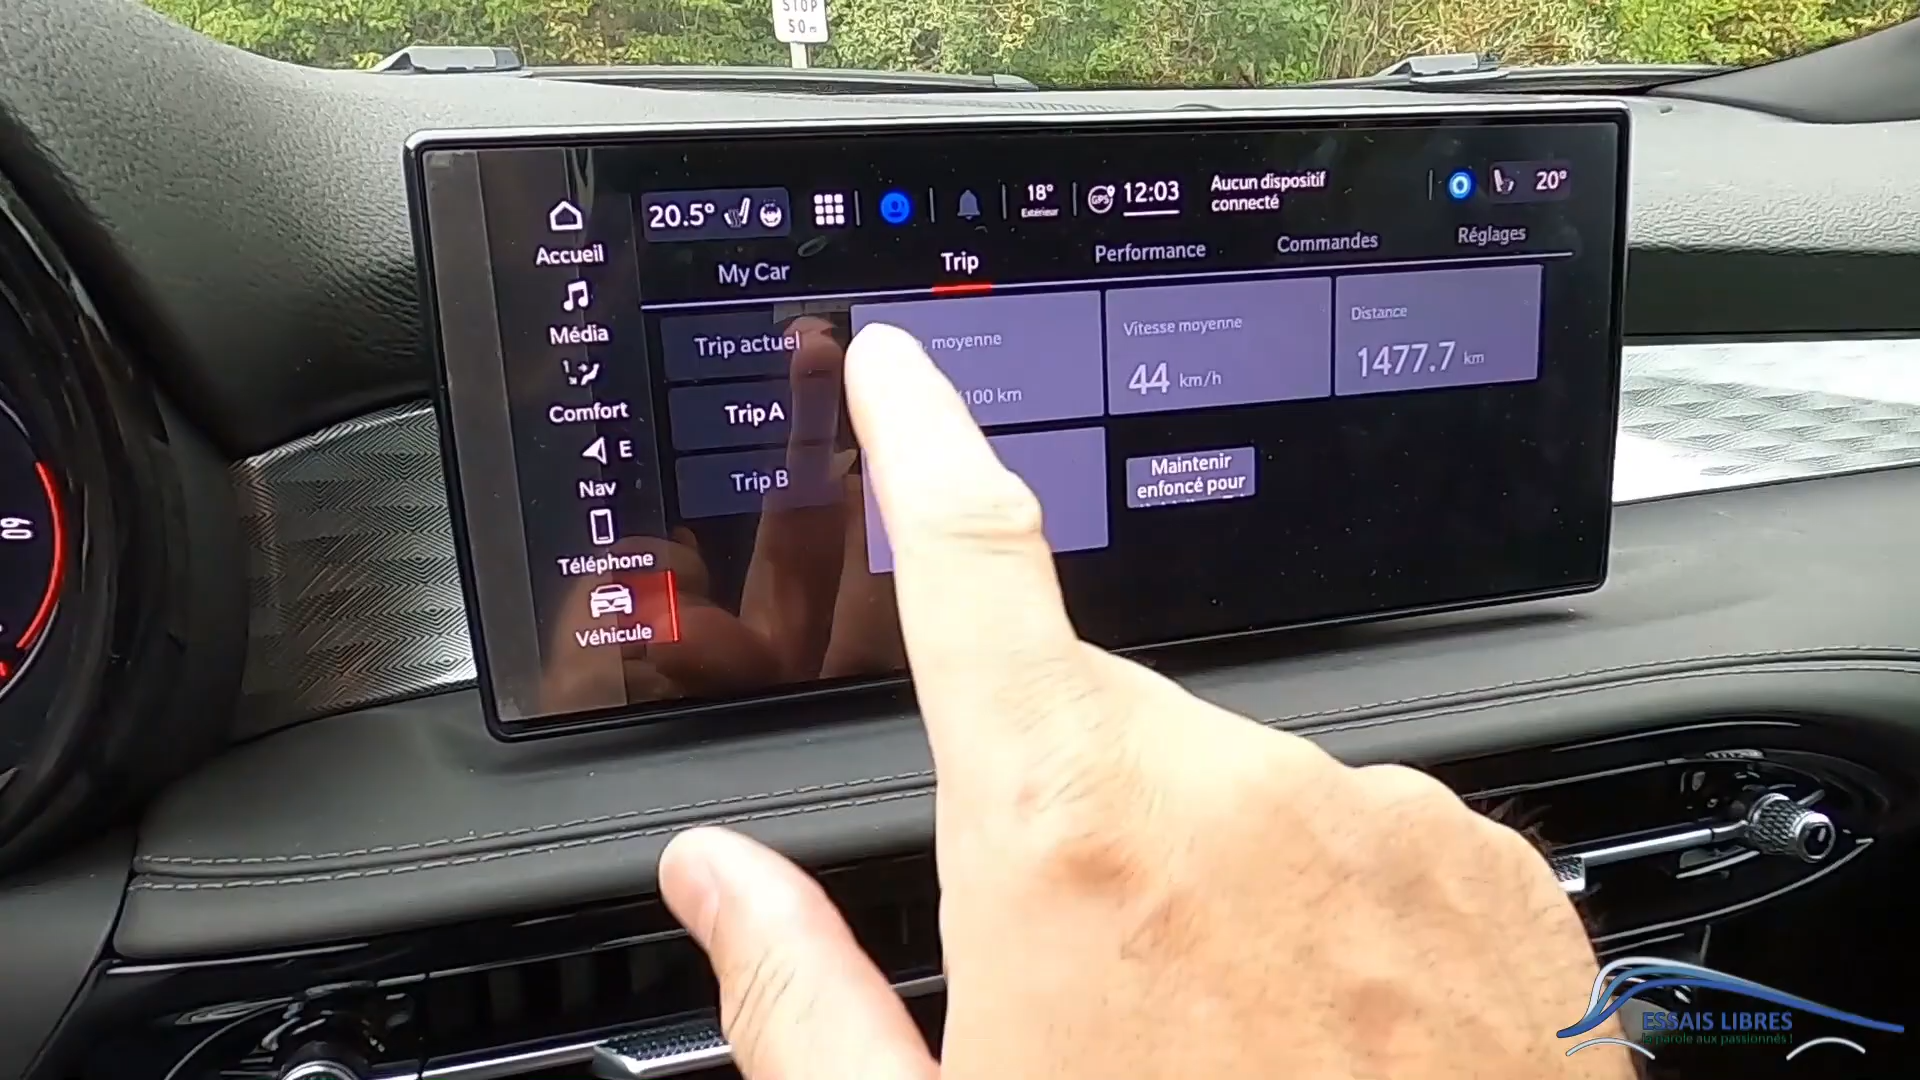 STOP
50 m
20.5°
18°
Extérieur
GPS
12:03
Aucun dispositif
connecté
20°
Accueil
Média
Comfort
E
Nav
Téléphone
Véhicule
My Car
Trip
Performance
Commandes
Réglages
Trip actuel
Trip A
Trip B
moyenne
/100 km
Vitesse moyenne
44 km/h
Distance
1477.7 km
Maintenir
enfoncé pour
60
ESSAIS LIBRES
la parole aux passionnés !